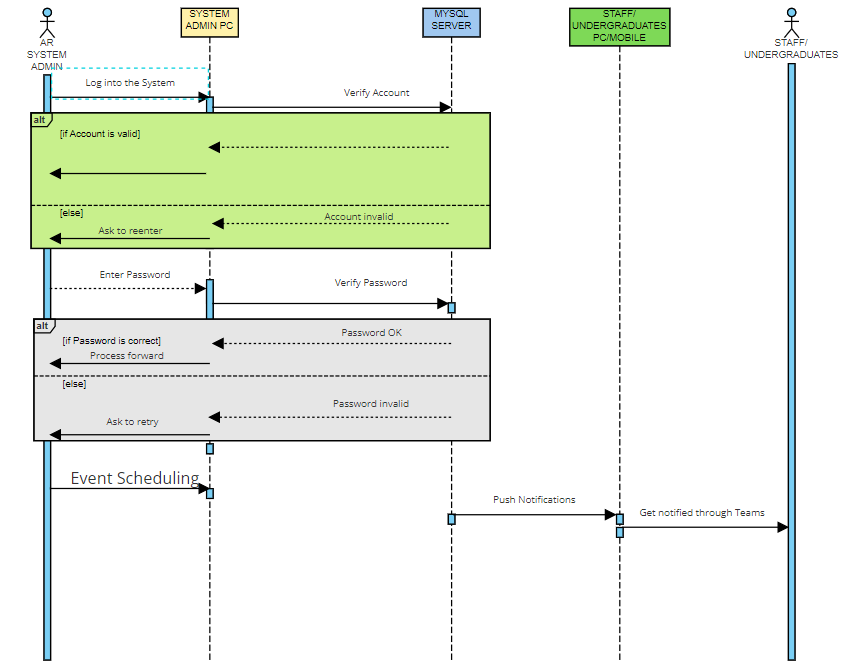 AR
SYSTEM
ADMIN
SYSTEM
ADMIN PC
MYSQL
SERVER
STAFF/
UNDERGRADUATES
PC/MOBILE
STAFF/
UNDERGRADUATES
Log into the System
Verify Account
alt
[if Account is valid]
[else]
Account invalid
Ask to reenter
Enter Password
Verify Password
alt
[if Password is correct]
Password OK
Process forward
[else]
Password invalid
Ask to retry
Event Scheduling
Push Notifications
Get notified through Teams